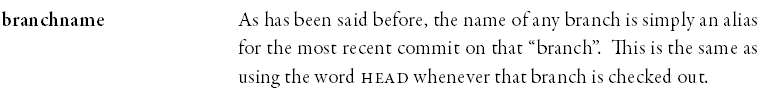 branchname As has been said before, the name of any branch is simply an alias
for the most recent commit on that “branch”. This is the same as
using the word HEAD whenever that branch is checked out.